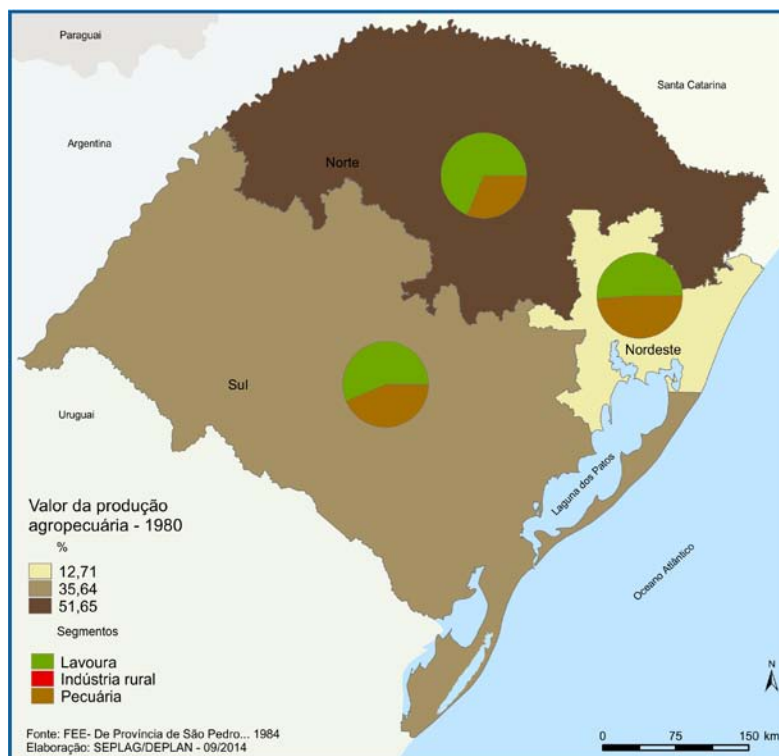 Paraguai
Santa Catarina
Argentina
Norte
Nordeste
Sul
Uruguai
Laguna dos Patos
Oceano Atlântico
Valor da produção
agropecuária - 1980
%
12,71
35,64
51,65
Segmentos
Lavoura
Indústria rural
Pecuária
N
Fonte: FEE- De Província de São Pedro... 1984
Elaboração: SEPLAG/DEPLAN - 09/2014
0 75 150 km